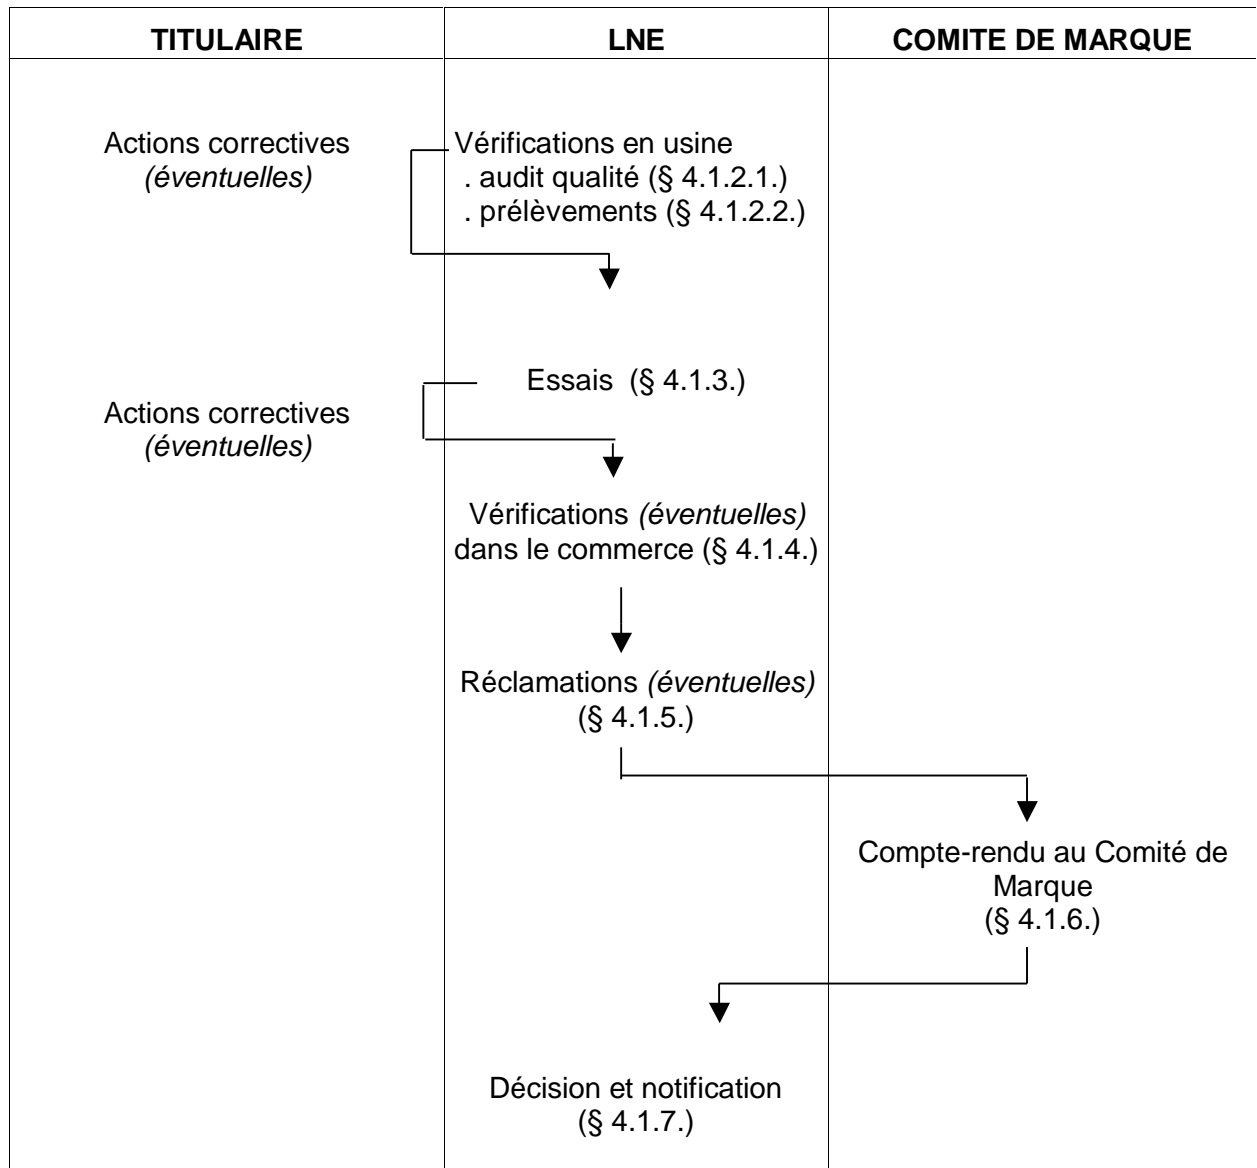 TITULAIRE
LNE
COMITE DE MARQUE
Actions correctives
(éventuelles)
Vérifications en usine
. audit qualité (§ 4.1.2.1.)
. prélèvements (§ 4.1.2.2.)
Essais (§ 4.1.3.)
Actions correctives
(éventuelles)
Vérifications (éventuelles)
dans le commerce (§ 4.1.4.)
Réclamations (éventuelles)
(§ 4.1.5.)
Compte-rendu au Comité de
Marque
(§ 4.1.6.)
Décision et notification
(§ 4.1.7.)